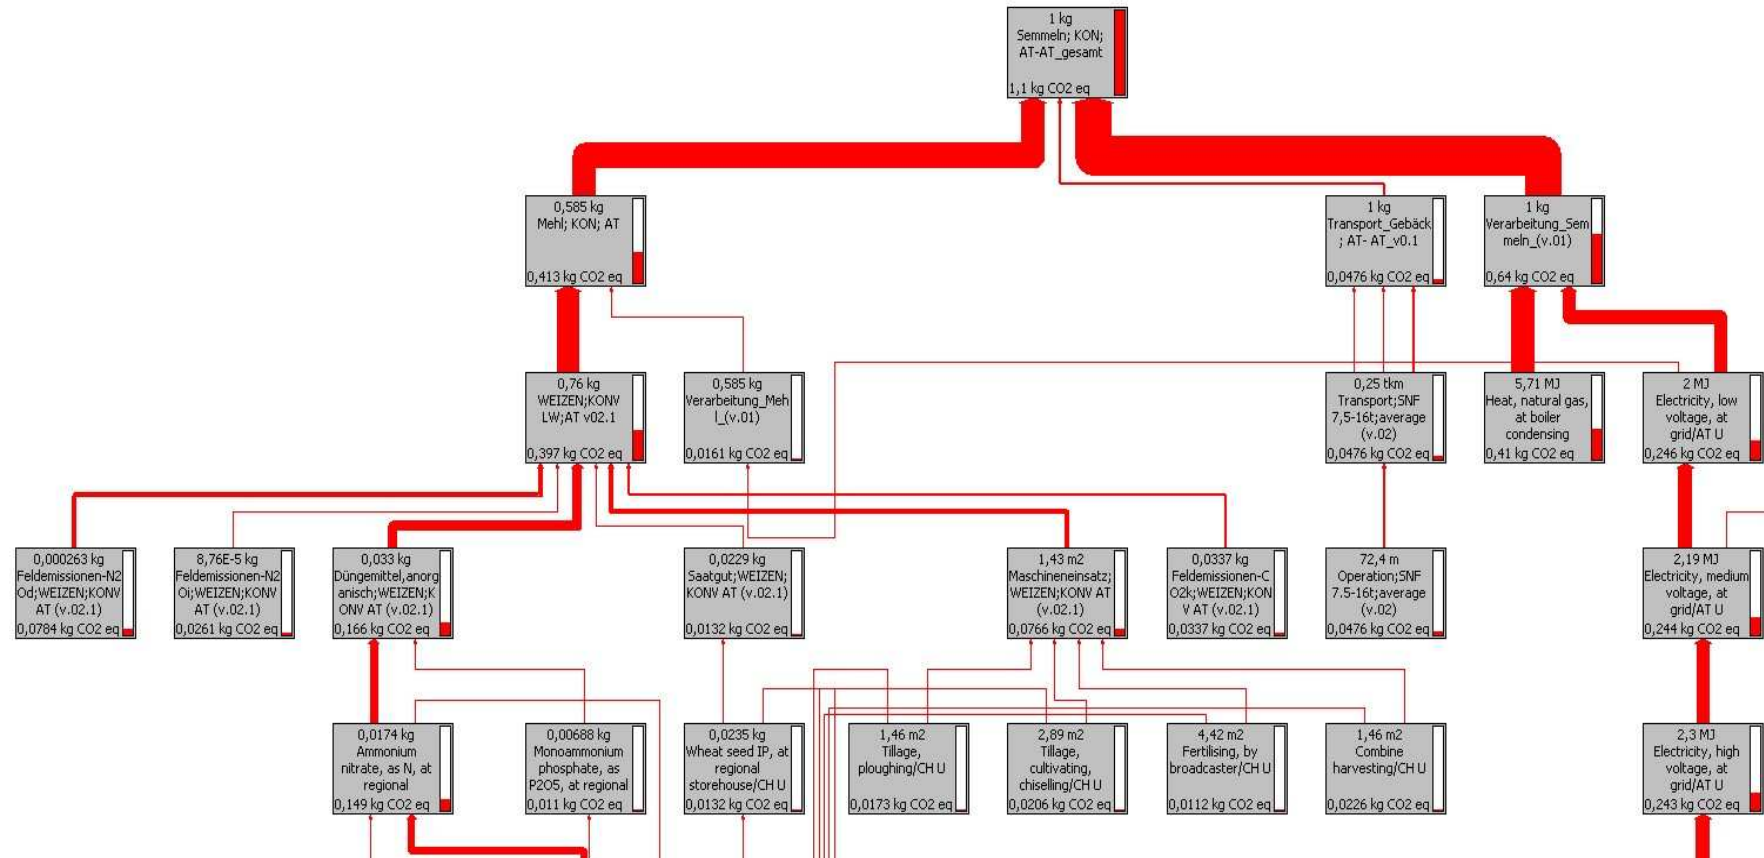 1 kg
Semmeln; KON;
AT-AT_gesamt
1,1 kg CO2 eq
0,585 kg
Mehl; KON; AT
0,413 kg CO2 eq
1 kg
Transport_Gebäck
; AT- AT_v0.1
0,0476 kg CO2 eq
1 kg
Verarbeitung_Sem
meln_(v.01)
0,64 kg CO2 eq
0,76 kg
WEIZEN;KONV
LW;AT v02.1
0,397 kg CO2 eq
0,585 kg
Verarbeitung_Meh
l_(v.01)
0,0161 kg CO2 eq
0,25 tkm
Transport;SNF
7,5-16t;average
(v.02)
0,0476 kg CO2 eq
5,71 MJ
Heat, natural gas,
at boiler
condensing
0,41 kg CO2 eq
2 MJ
Electricity, low
voltage, at
grid/AT U
0,246 kg CO2 eq
0,000263 kg
Feldemissionen-N2
Od;WEIZEN;KONV
AT (v.02.1)
0,0784 kg CO2 eq
8,76E-5 kg
Feldemissionen-N2
Oi;WEIZEN;KONV
AT (v.02.1)
0,0261 kg CO2 eq
0,033 kg
Düngemittel,anorg
anisch;WEIZEN;K
ONV AT (v.02.1)
0,166 kg CO2 eq
0,0229 kg
Saatgut;WEIZEN;
KONV AT (v.02.1)
0,0132 kg CO2 eq
1,43 m2
Maschineneinsatz;
WEIZEN;KONV AT
(v.02.1)
0,0766 kg CO2 eq
0,0337 kg
Feldemissionen-C
O2k;WEIZEN;KON
V AT (v.02.1)
0,0337 kg CO2 eq
72,4 m
Operation;SNF
7.5-16t;average
(v.02)
0,0476 kg CO2 eq
2,19 MJ
Electricity, medium
voltage, at
grid/AT U
0,244 kg CO2 eq
0,0174 kg
Ammonium
nitrate, as N, at
regional
0,149 kg CO2 eq
0,00688 kg
Monoammonium
phosphate, as
P2O5, at regional
0,011 kg CO2 eq
0,0235 kg
Wheat seed IP, at
regional
storehouse/CH U
0,0132 kg CO2 eq
1,46 m2
Tillage,
ploughing/CH U
0,0173 kg CO2 eq
2,89 m2
Tillage,
cultivating,
chiselling/CH U
0,0206 kg CO2 eq
4,42 m2
Fertilising, by
broadcaster/CH U
0,0112 kg CO2 eq
1,46 m2
Combine
harvesting/CH U
0,0226 kg CO2 eq
2,3 MJ
Electricity, high
voltage, at
grid/AT U
0,243 kg CO2 eq